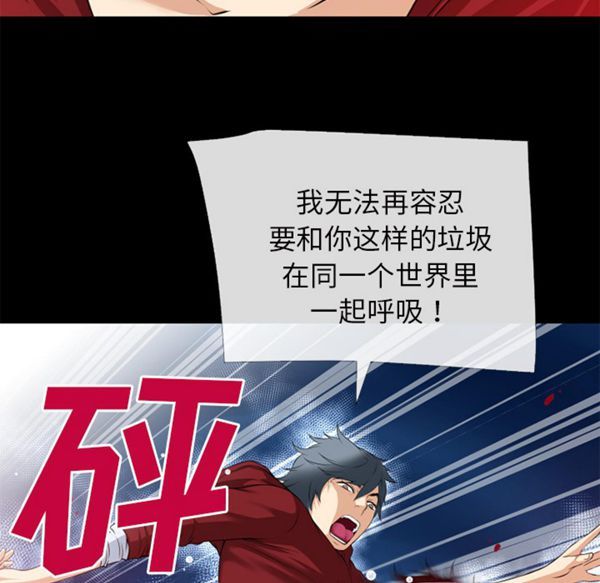 我无法再容忍
要和你这样的垃圾
在同一个世界里
一起呼吸！
砰